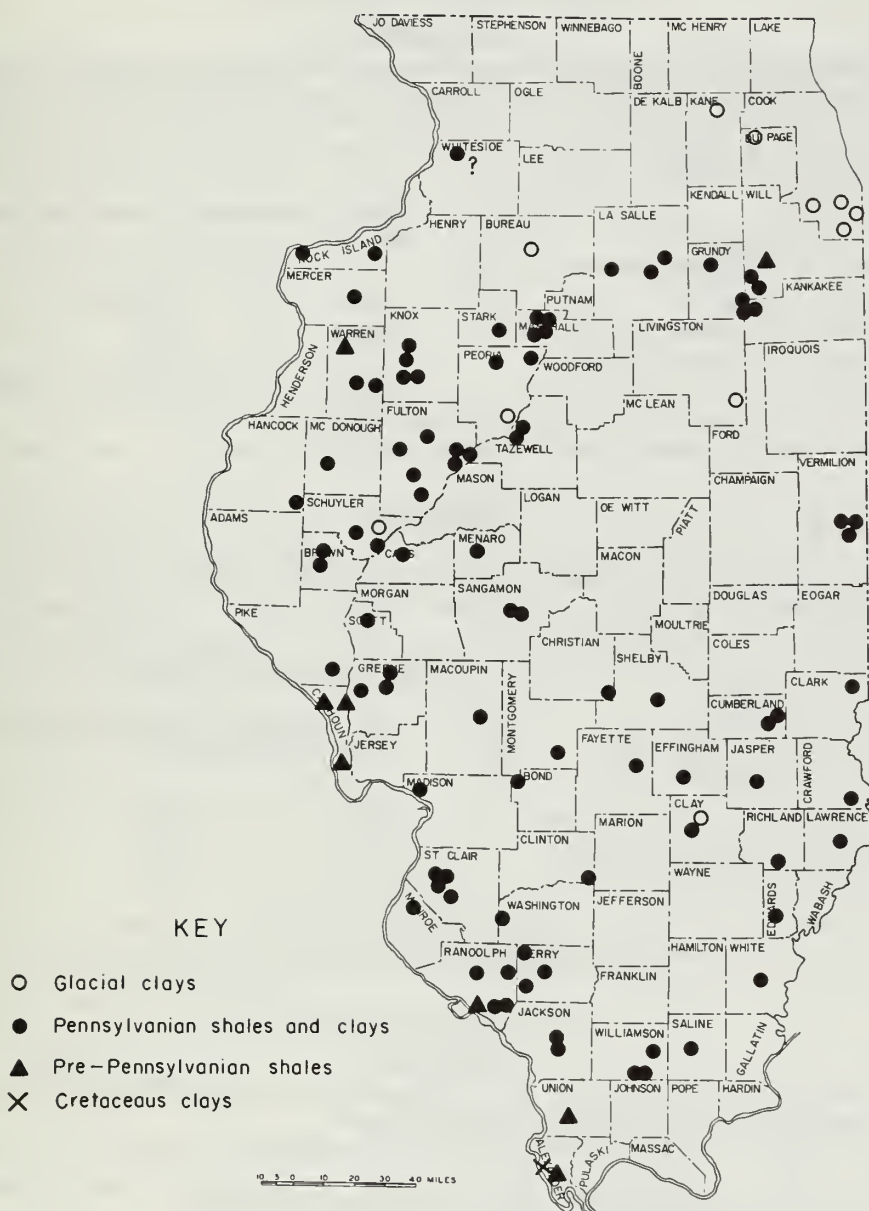 JO DAVIESS
STEPHENSON
WINNEBAGO
BOONE
MC HENRY
LAKE
CARROLL
OGLE
DE KALB
KANE
COOK
DU PAGE
WHITESIDE
?
LEE
KENDALL
WILL
ROCK ISLAND
HENRY
BUREAU
LA SALLE
GRUNDY
MERCER
PUTNAM
KANKAKEE
KNOX
STARK
MARSHALL
LIVINGSTON
HENDERSON
WARREN
PEORIA
WOODFORD
IROQUOIS
HANCOCK
MC DONOUGH
FULTON
TAZEWELL
MC LEAN
FORD
VERMILION
ADAMS
SCHUYLER
MASON
LOGAN
DE WITT
PIATT
CHAMPAIGN
BROWN
CASS
MENARD
MACON
PIKE
MORGAN
SANGAMON
DOUGLAS
EDGAR
SCOTT
CHRISTIAN
MOULTRIE
COLES
SHELBY
CALHOUN
GREENE
MACOUPIN
MONTGOMERY
CUMBERLAND
CLARK
JERSEY
FAYETTE
EFFINGHAM
JASPER
CRAWFORD
MADISON
BOND
CLAY
RICHLAND
LAWRENCE
ST CLAIR
CLINTON
MARION
WAYNE
EDWARDS
WABASH
MONROE
WASHINGTON
JEFFERSON
RANDOLPH
PERRY
HAMILTON
WHITE
FRANKLIN
JACKSON
WILLIAMSON
SALINE
GALLATIN
UNION
JOHNSON
POPE
HARDIN
ALEXANDER
PULASKI
MASSAC
KEY
Glacial clays
Pennsylvanian shales and clays
Pre-Pennsylvanian shales
Cretaceous clays
10 5 0 10 20 30 40 MILES